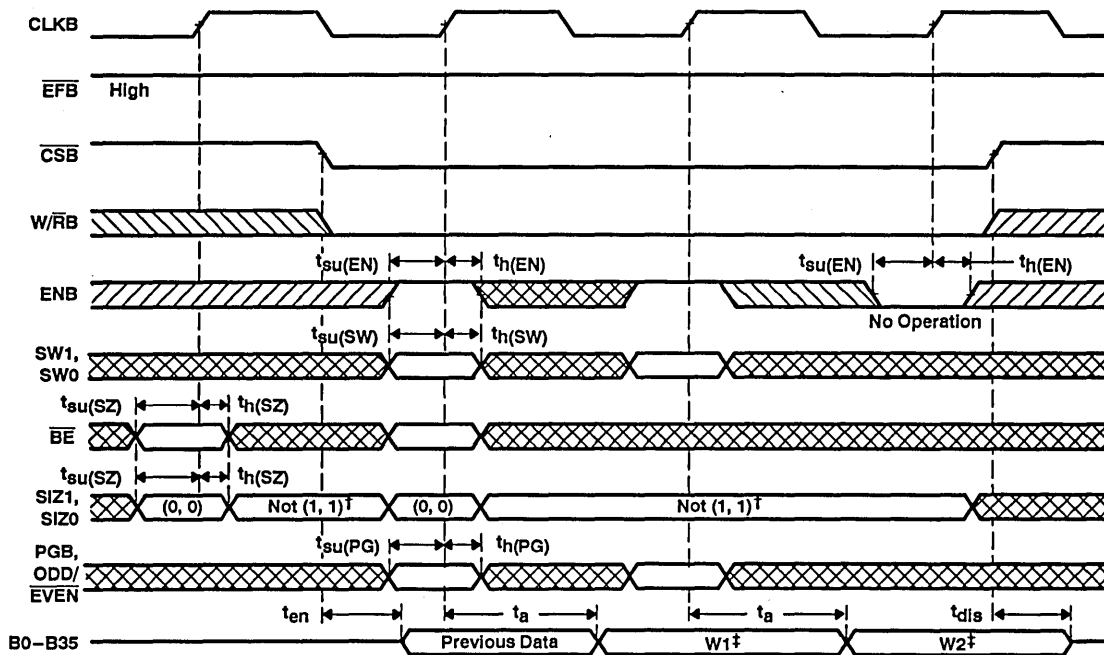 CLKB
EFB High
CSB
W/RB
tsu(EN) th(EN) tsu(EN) th(EN)
ENB
No Operation
tsu(SW) th(SW)
SW1,
SW0
tsu(SZ) th(SZ)
BE
tsu(SZ) th(SZ)
SIZ1,
SIZ0
(0, 0) Not (1, 1)† (0, 0) Not (1, 1)†
tsu(PG) th(PG)
PGB,
ODD/
EVEN
ten ta ta tdis
B0–B35 Previous Data W1‡ W2‡